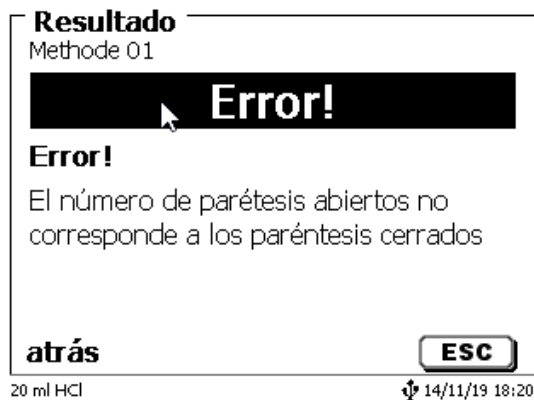 Resultado
Methode 01
Error!
Error!
El número de parétesis abiertos no
corresponde a los paréntesis cerrados
atrás ESC
20 ml HCl 14/11/19 18:20